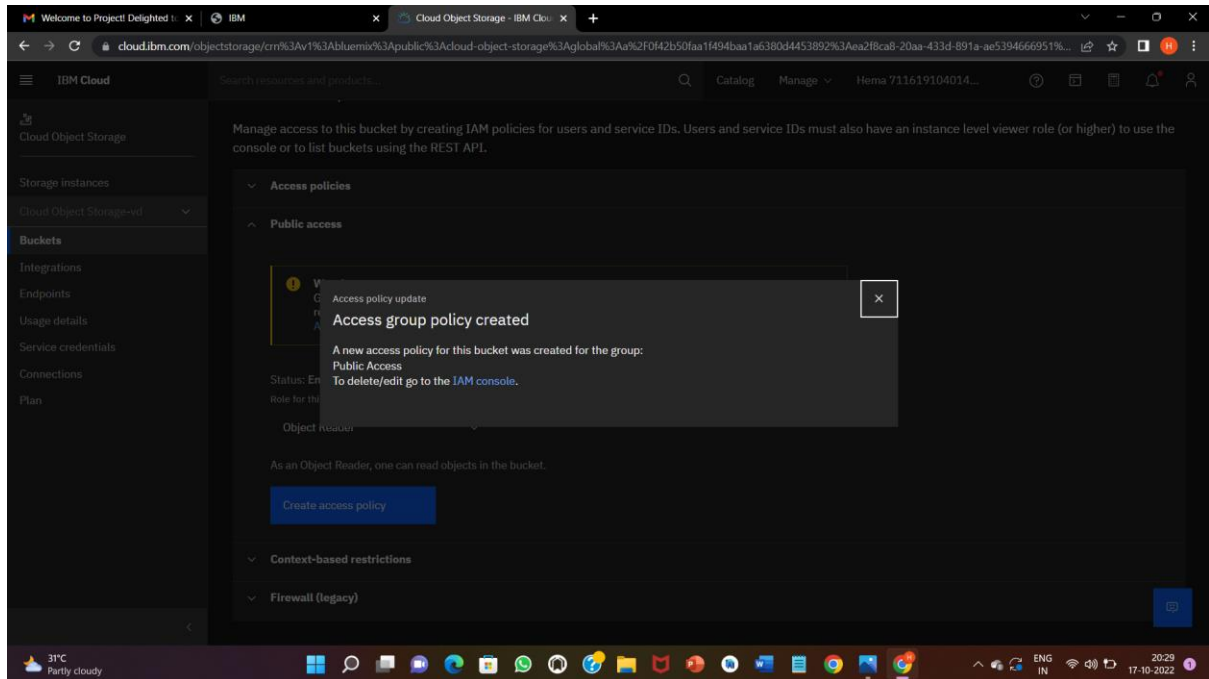 Welcome to Project! Delighted to
IBM
Cloud Object Storage - IBM Clou
cloud.ibm.com/objectstorage/crn%3Av1%3Abluemix%3Apublic%3Acloud-object-storage%3Aglobal%3Aa%2F0f42b50faa1f494baa1a6380d4453892%3Aea2f8ca8-20aa-433d-891a-ae5394666951%...
H
IBM Cloud
Search resources and products...
Catalog
Manage
Hema 711619104014...
Cloud Object Storage
Storage instances
Cloud Object Storage-vd
Buckets
Integrations
Endpoints
Usage details
Service credentials
Connections
Plan
Manage access to this bucket by creating IAM policies for users and service IDs. Users and service IDs must also have an instance level viewer role (or higher) to use the
console or to list buckets using the REST API.
Access policies
Public access
Access policy update
Access group policy created
A new access policy for this bucket was created for the group:
Public Access
To delete/edit go to the IAM console.
Status: En
Role for thi
Object Reader
As an Object Reader, one can read objects in the bucket.
Create access policy
Context-based restrictions
Firewall (legacy)
31°C
Partly cloudy
ENG
IN
20:29
17-10-2022
1